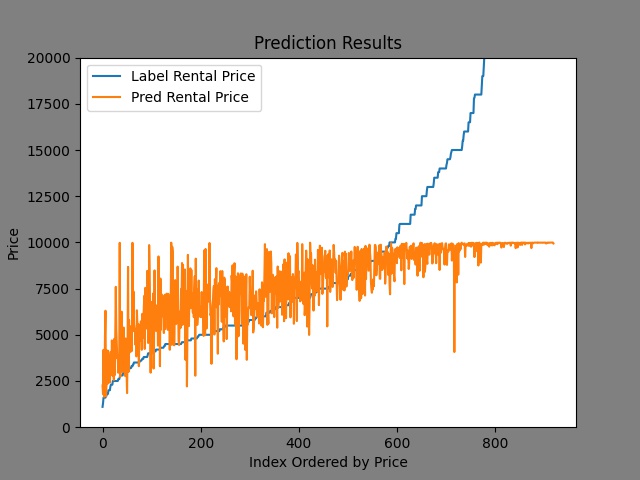 Prediction Results
20000
17500
15000
12500
10000
7500
5000
2500
0
Price
Label Rental Price
Pred Rental Price
0 200 400 600 800
Index Ordered by Price